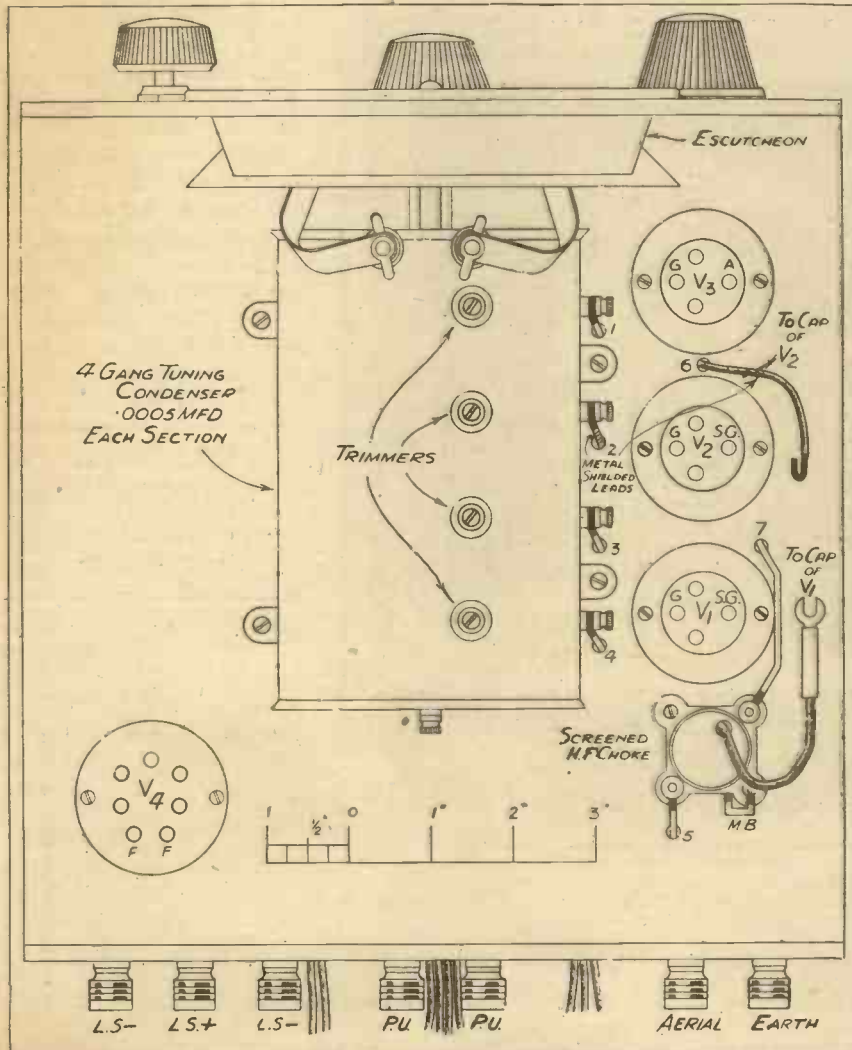 ESCUTCHEON
G V3 A
TO CAP
OF
V2
1
6
4 GANG TUNING
CONDENSER
.0005 MFD
EACH SECTION
TRIMMERS
2
METAL
SHIELDED
LEADS
G V2 S.G.
3
7
TO CAP
OF
V1
G V1 S.G.
4
SCREENED
H.F. CHOKE
V4
F F
1 ½" 0 1" 2" 3"
MB
5
L.S- L.S+ L.S- P.U. P.U. AERIAL EARTH